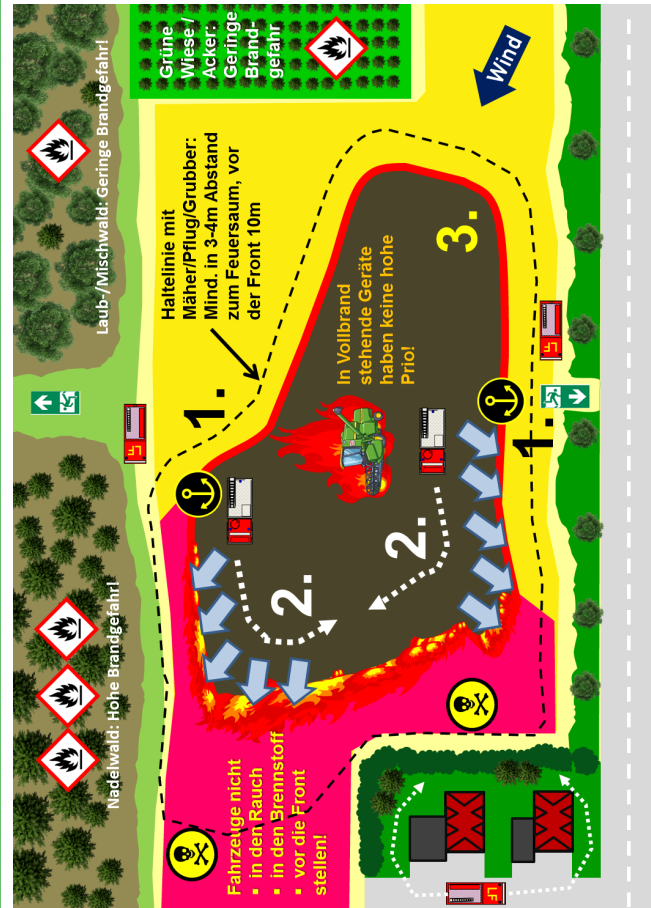 Laub-/Mischwald: Geringe Brandgefahr!
Nadelwald: Hohe Brandgefahr!
Grüne
Wiese /
Acker:
Geringe
Brand-
gefahr
Wind
Haltelinie mit
Mäher/Pflug/Grubber:
Mind. in 3-4m Abstand
zum Feuersaum, vor
der Front 10m
1.
1.
2.
2.
3.
In Vollbrand
stehende Geräte
haben keine hohe
Prio!
Fahrzeuge nicht
▪ in den Rauch
▪ in den Brennstoff
▪ vor die Front
stellen!
LF
LF
LF